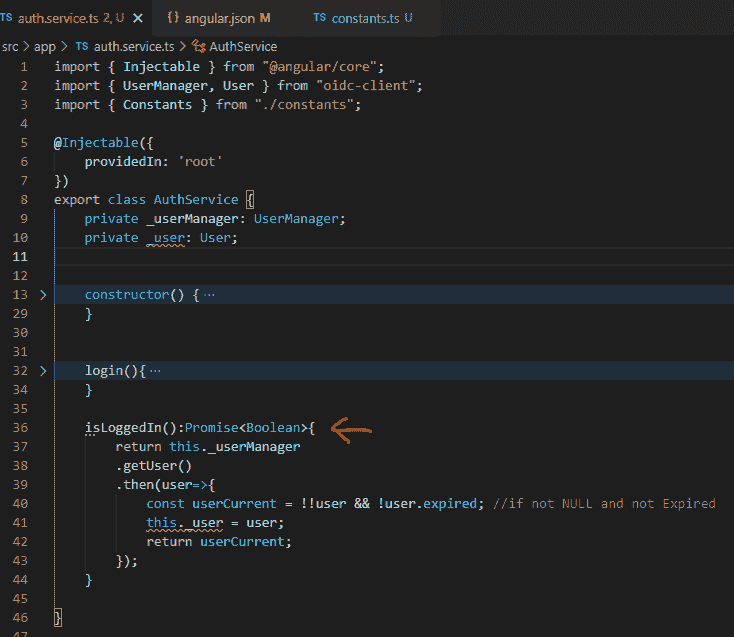 TS auth.service.ts 2, U × {} angular.json M TS constants.ts U
src > app > TS auth.service.ts > AuthService
1 import { Injectable } from "@angular/core";
2 import { UserManager, User } from "oidc-client";
3 import { Constants } from "./constants";
4
5 @Injectable({
6 providedIn: 'root'
7 })
8 export class AuthService {
9 private _userManager: UserManager;
10 private _user: User;
11
12
13 > constructor() { ···
29 }
30
31
32 > login(){ ···
34 }
35
36 isLoggedIn():Promise<Boolean>{
37 return this._userManager
38 .getUser()
39 .then(user=>{
40 const userCurrent = !!user && !user.expired; //if not NULL and not Expired
41 this._user = user;
42 return userCurrent;
43 });
44 }
45
46 }
47